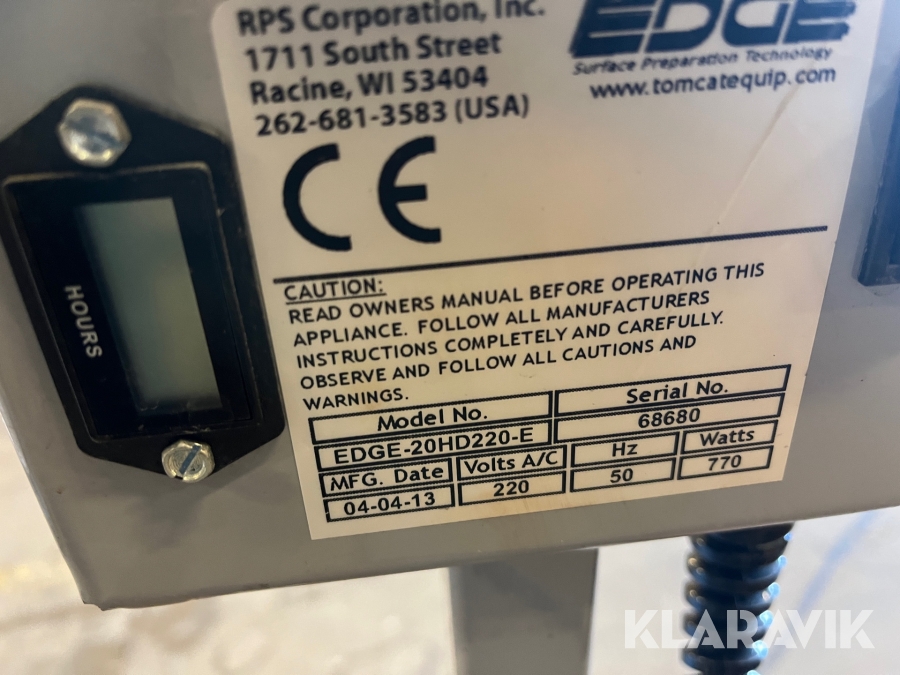 RPS Corporation, Inc.
1711 South Street
Racine, WI 53404
262-681-3583 (USA)
EDGE
Surface Preparation Technology
www.tomcatequip.com
CE
HOURS
CAUTION:
READ OWNERS MANUAL BEFORE OPERATING THIS
APPLIANCE. FOLLOW ALL MANUFACTURERS
INSTRUCTIONS COMPLETELY AND CAREFULLY.
OBSERVE AND FOLLOW ALL CAUTIONS AND
WARNINGS.
Model No. Serial No.
EDGE-20HD220-E 68680
MFG. Date Volts A/C Hz Watts
04-04-13 220 50 770
KLARAVIK